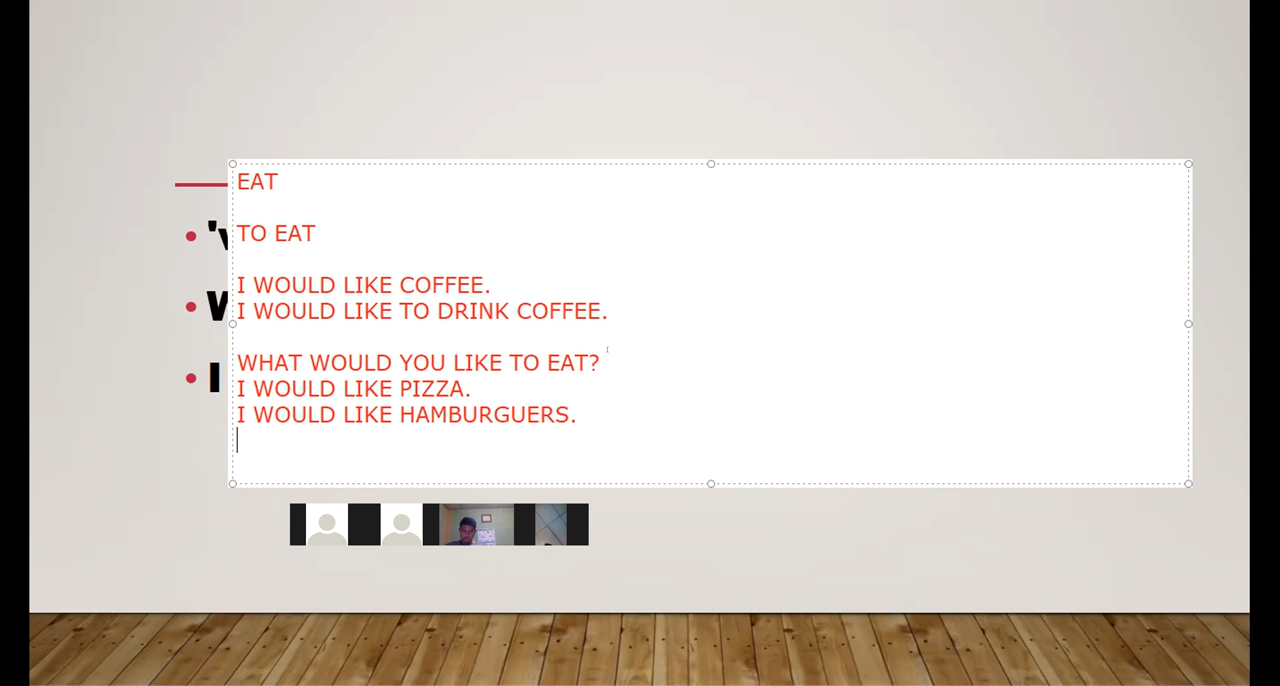 EAT
TO EAT
I WOULD LIKE COFFEE.
I WOULD LIKE TO DRINK COFFEE.
WHAT WOULD YOU LIKE TO EAT?
I WOULD LIKE PIZZA.
I WOULD LIKE HAMBURGUERS.